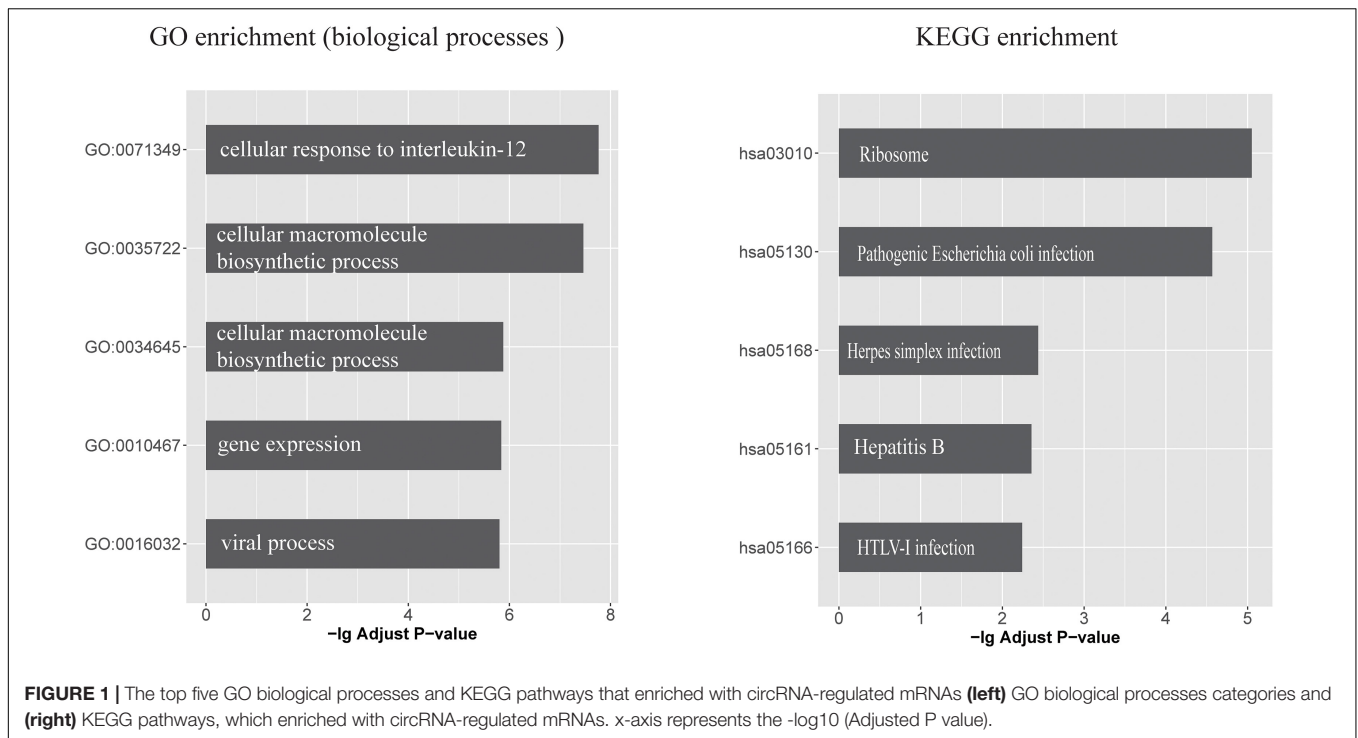 GO enrichment (biological processes )
GO:0071349
cellular response to interleukin-12
GO:0035722
cellular macromolecule
biosynthetic process
GO:0034645
cellular macromolecule
biosynthetic process
GO:0010467
gene expression
GO:0016032
viral process
0 2 4 6 8
−lg Adjust P−value
KEGG enrichment
hsa03010
Ribosome
hsa05130
Pathogenic Escherichia coli infection
hsa05168
Herpes simplex infection
hsa05161
Hepatitis B
hsa05166
HTLV-I infection
0 1 2 3 4 5
−lg Adjust P−value
FIGURE 1 | The top five GO biological processes and KEGG pathways that enriched with circRNA-regulated mRNAs (left) GO biological processes categories and
(right) KEGG pathways, which enriched with circRNA-regulated mRNAs. x-axis represents the -log10 (Adjusted P value).